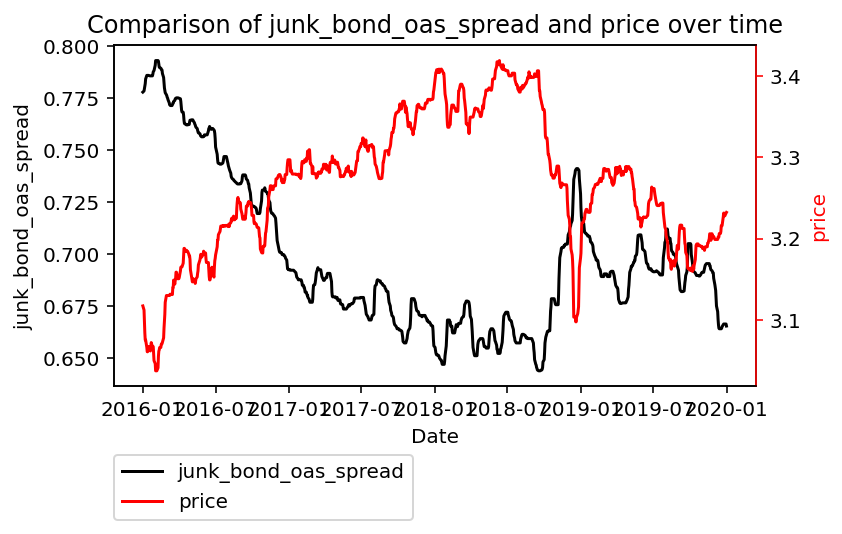 Comparison of junk_bond_oas_spread and price over time
junk_bond_oas_spread
0.800
0.775
0.750
0.725
0.700
0.675
0.650
3.4
3.3
3.2
3.1
price
2016-01 2016-07 2017-01 2017-07 2018-01 2018-07 2019-01 2019-07 2020-01
Date
junk_bond_oas_spread
price